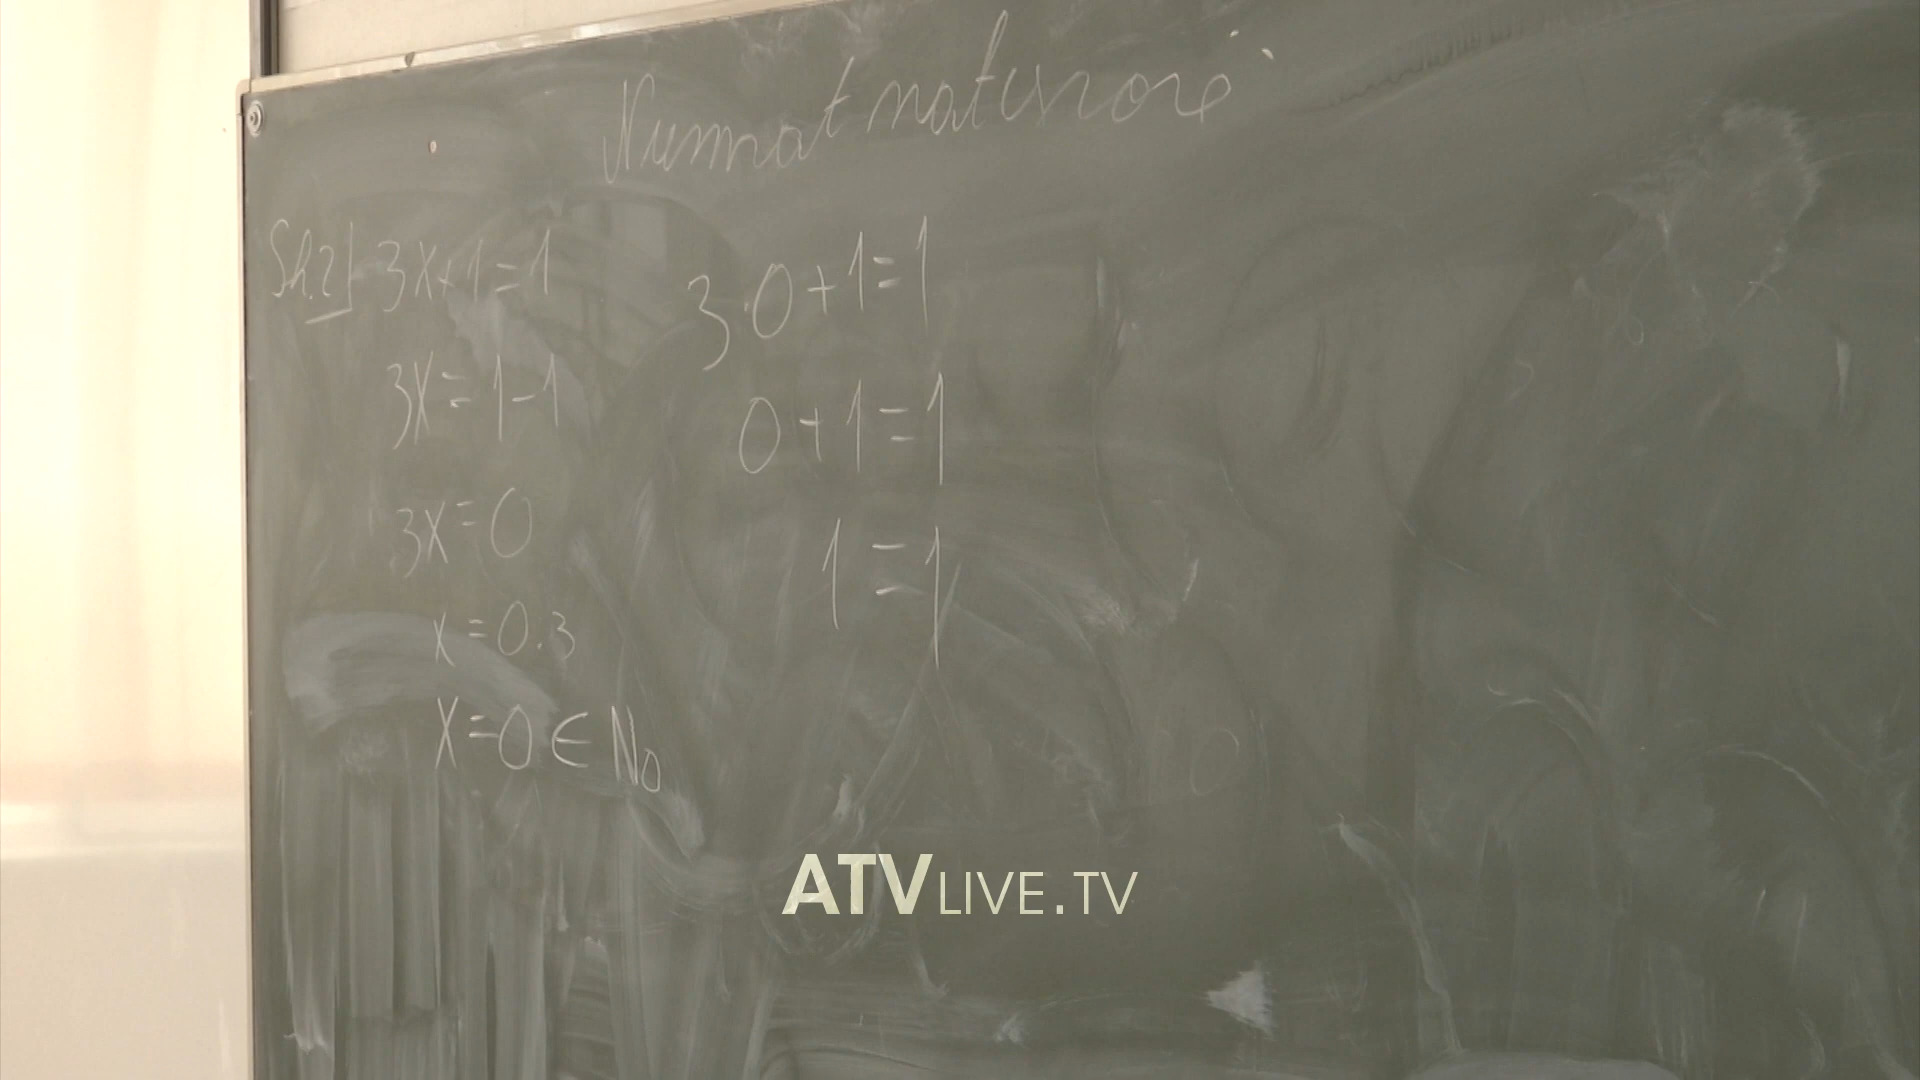 Numrat natyrorë
Sh.2] 3x+1=1
3x=1-1
3x=0
x=0.3
x=0∈N₀
3·0+1=1
0+1=1
1=1
ATVLIVE.TV